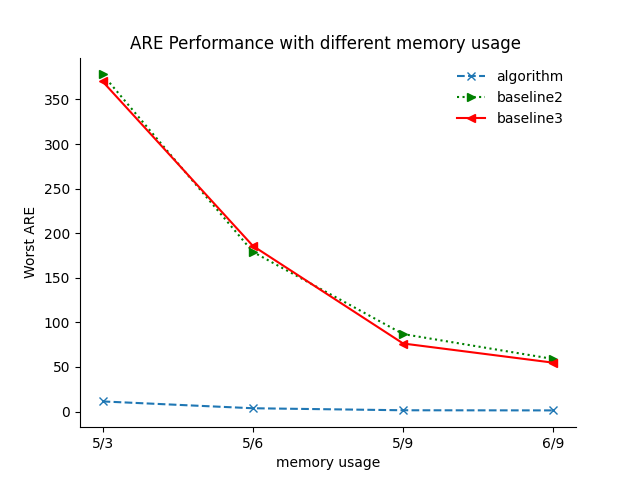 ARE Performance with different memory usage
algorithm
baseline2
baseline3
Worst ARE
350
300
250
200
150
100
50
0
5/3 5/6 5/9 6/9
memory usage